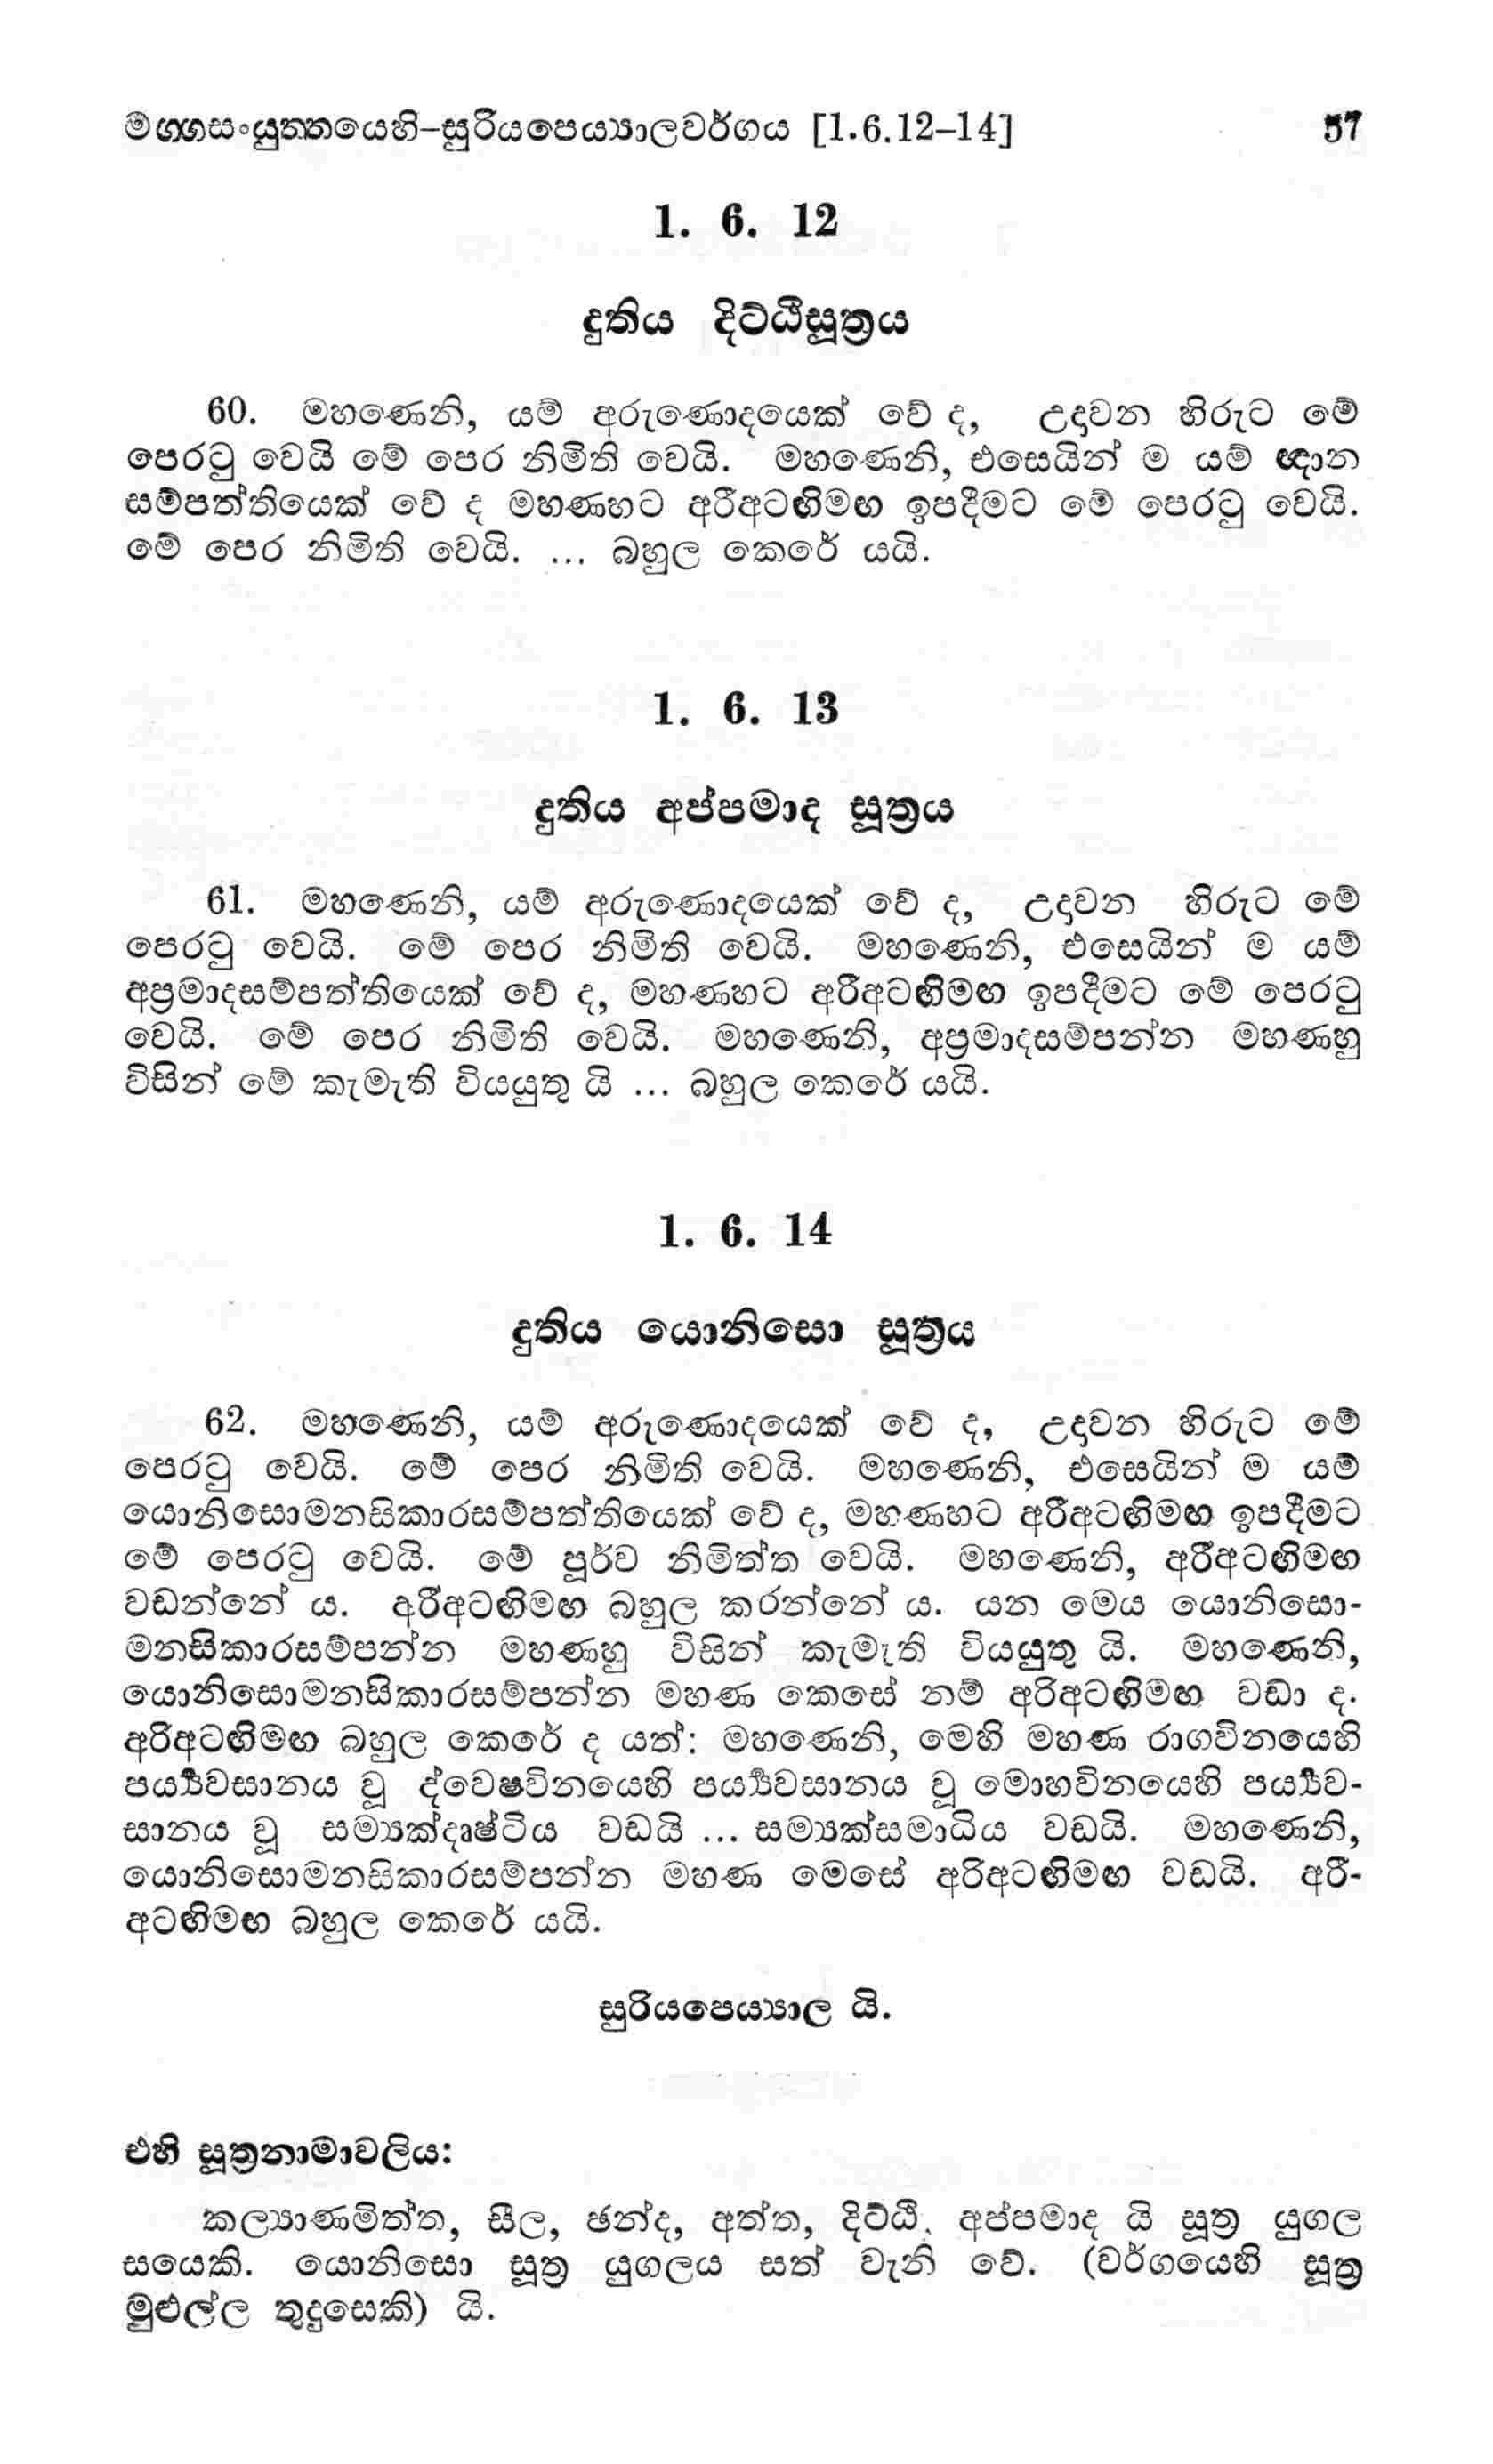 මග්ගසංයුත්තයෙහි–සුරියපෙය්‍යාලවර්ගය [1.6.12–14] 57
1. 6. 12
දුතිය දිට්ඨිසූත්‍රය
60. මහණෙනි, යම් අරුණොදයෙක් වේ ද, උදාවන හිරුට මේ
පෙරටු වෙයි මේ පෙර නිමිති වෙයි. මහණෙනි, එසෙයින් ම යම් ඥාන
සම්පත්තියෙක් වේ ද මහණහට අරීඅටඟිමඟ ඉපදීමට මේ පෙරටු වෙයි.
මේ පෙර නිමිති වෙයි. ... බහුල කෙරේ යයි.
1. 6. 13
දුතිය අප්පමාද සූත්‍රය
61. මහණෙනි, යම් අරුණොදයෙක් වේ ද, උදාවන හිරුට මේ
පෙරටු වෙයි. මේ පෙර නිමිති වෙයි. මහණෙනි, එසෙයින් ම යම්
අප්‍රමාදසම්පත්තියෙක් වේ ද, මහණහට අරීඅටඟිමඟ ඉපදීමට මේ පෙරටු
වෙයි. මේ පෙර නිමිති වෙයි. මහණෙනි, අප්‍රමාදසම්පන්න මහණහු
විසින් මේ කැමැති වියයුතු යි ... බහුල කෙරේ යයි.
1. 6. 14
දුතිය යොනිසො සූත්‍රය
62. මහණෙනි, යම් අරුණොදයෙක් වේ ද, උදාවන හිරුට මේ
පෙරටු වෙයි. මේ පෙර නිමිති වෙයි. මහණෙනි, එසෙයින් ම යම්
යොනිසොමනසිකාරසම්පත්තියෙක් වේ ද, මහණහට අරීඅටඟිමඟ ඉපදීමට
මේ පෙරටු වෙයි. මේ පූර්ව නිමිත්ත වෙයි. මහණෙනි, අරීඅටඟිමඟ
වඩන්නේ ය. අරීඅටඟිමඟ බහුල කරන්නේ ය. යන මෙය යොනිසො-
මනසිකාරසම්පන්න මහණහු විසින් කැමැති වියයුතු යි. මහණෙනි,
යොනිසොමනසිකාරසම්පන්න මහණ කෙසේ නම් අරිඅටඟිමඟ වඩා ද.
අරිඅටඟිමඟ බහුල කෙරේ ද යත්: මහණෙනි, මෙහි මහණ රාගවිනයෙහි
පර්‍ය්‍යවසානය වූ ද්වෙෂවිනයෙහි පර්‍ය්‍යවසානය වූ මොහවිනයෙහි පර්‍ය්‍යව-
සානය වූ සම්‍යක්දෘෂ්ටිය වඩයි ... සම්‍යක්සමාධිය වඩයි. මහණෙනි,
යොනිසොමනසිකාරසම්පන්න මහණ මෙසේ අරිඅටඟිමඟ වඩයි. අරී-
අටඟිමඟ බහුල කෙරේ යයි.
සුරියපෙය්‍යාල යි.
එහි සූත්‍රනාමාවලිය:
කල්‍යාණමිත්ත, සීල, ඡන්ද, අත්ත, දිට්ඨි, අප්පමාද යි සූත්‍ර යුගල
සයෙකි. යොනිසො සූත්‍ර යුගලය සත් වැනි වේ. (වර්ගයෙහි සූත්‍ර
මුළුල්ල තුදුසෙකි) යි.